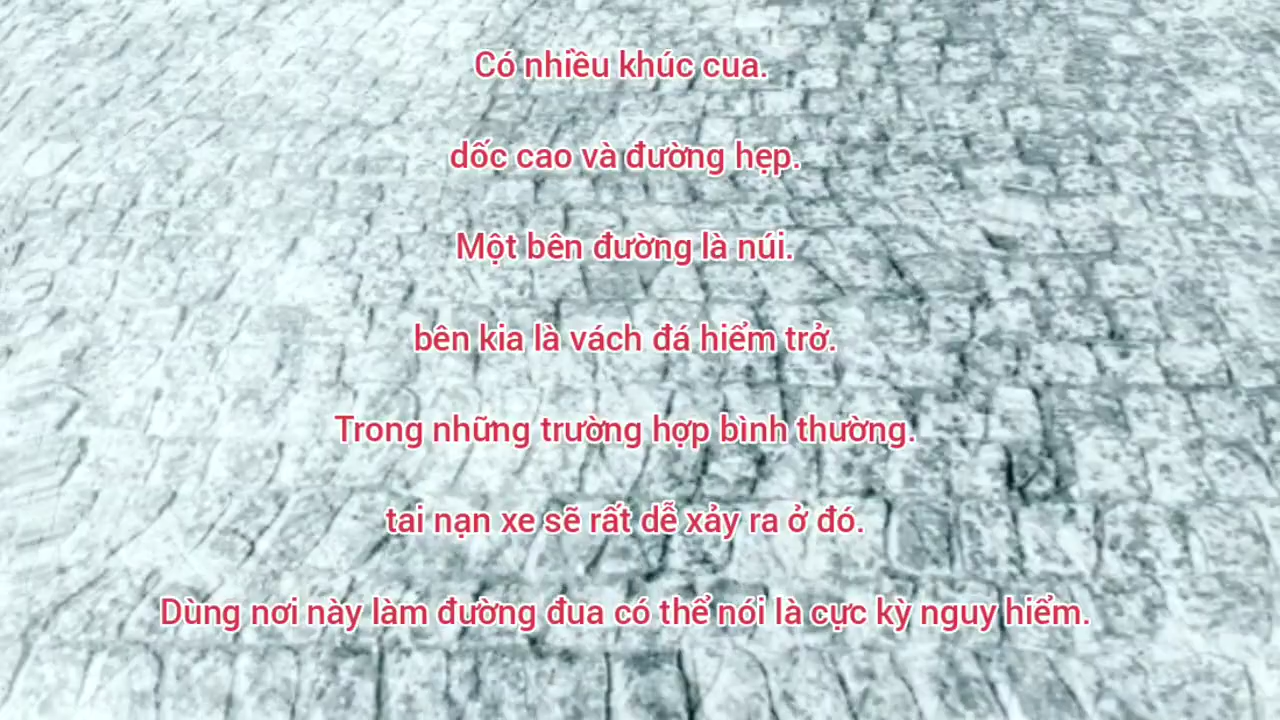 Có nhiều khúc cua.
dốc cao và đường hẹp.
Một bên đường là núi.
bên kia là vách đá hiểm trở.
Trong những trường hợp bình thường.
tai nạn xe sẽ rất dễ xảy ra ở đó.
Dùng nơi này làm đường đua có thể nói là cực kỳ nguy hiểm.